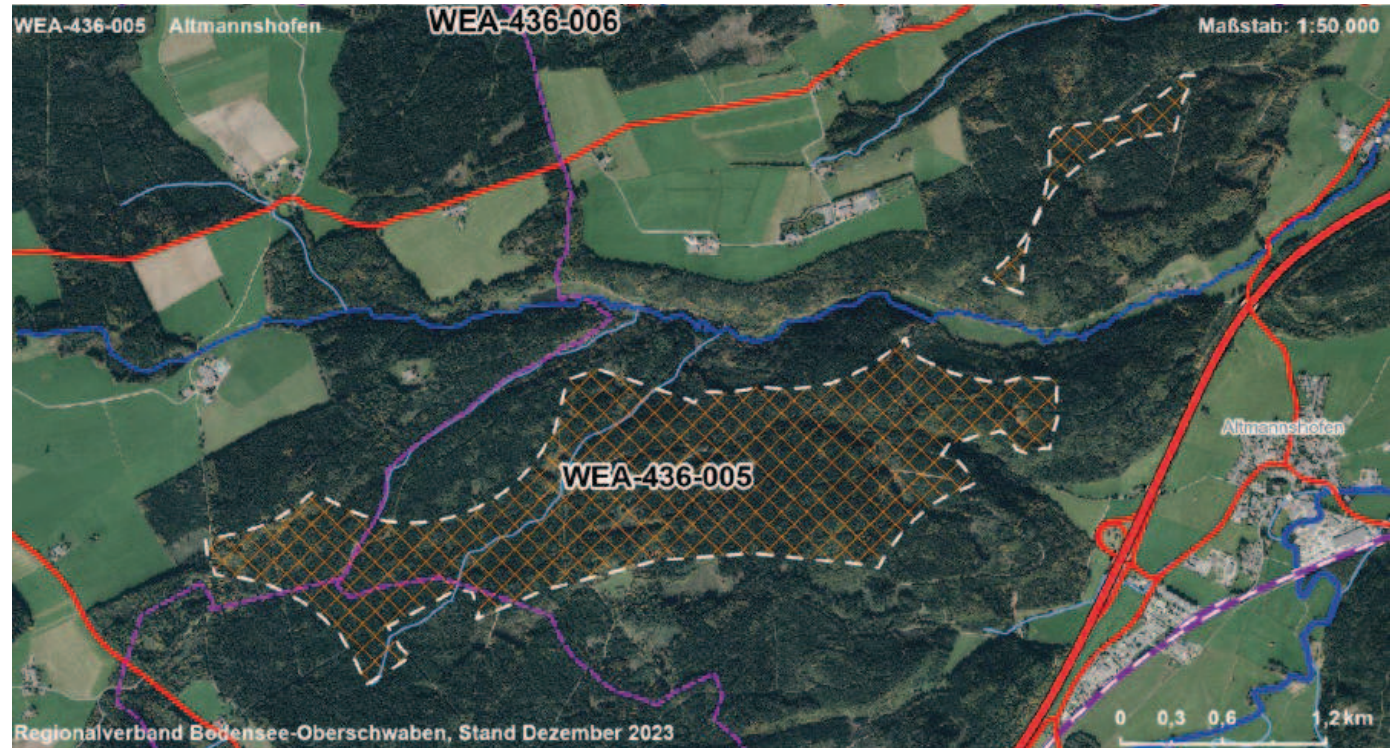 WEA-436-005 Altmannshofen
WEA-436-006
Maßstab: 1:50.000
Altmannshofen
WEA-436-005
0 0,3 0,6 1,2 km
Regionalverband Bodensee-Oberschwaben, Stand Dezember 2023